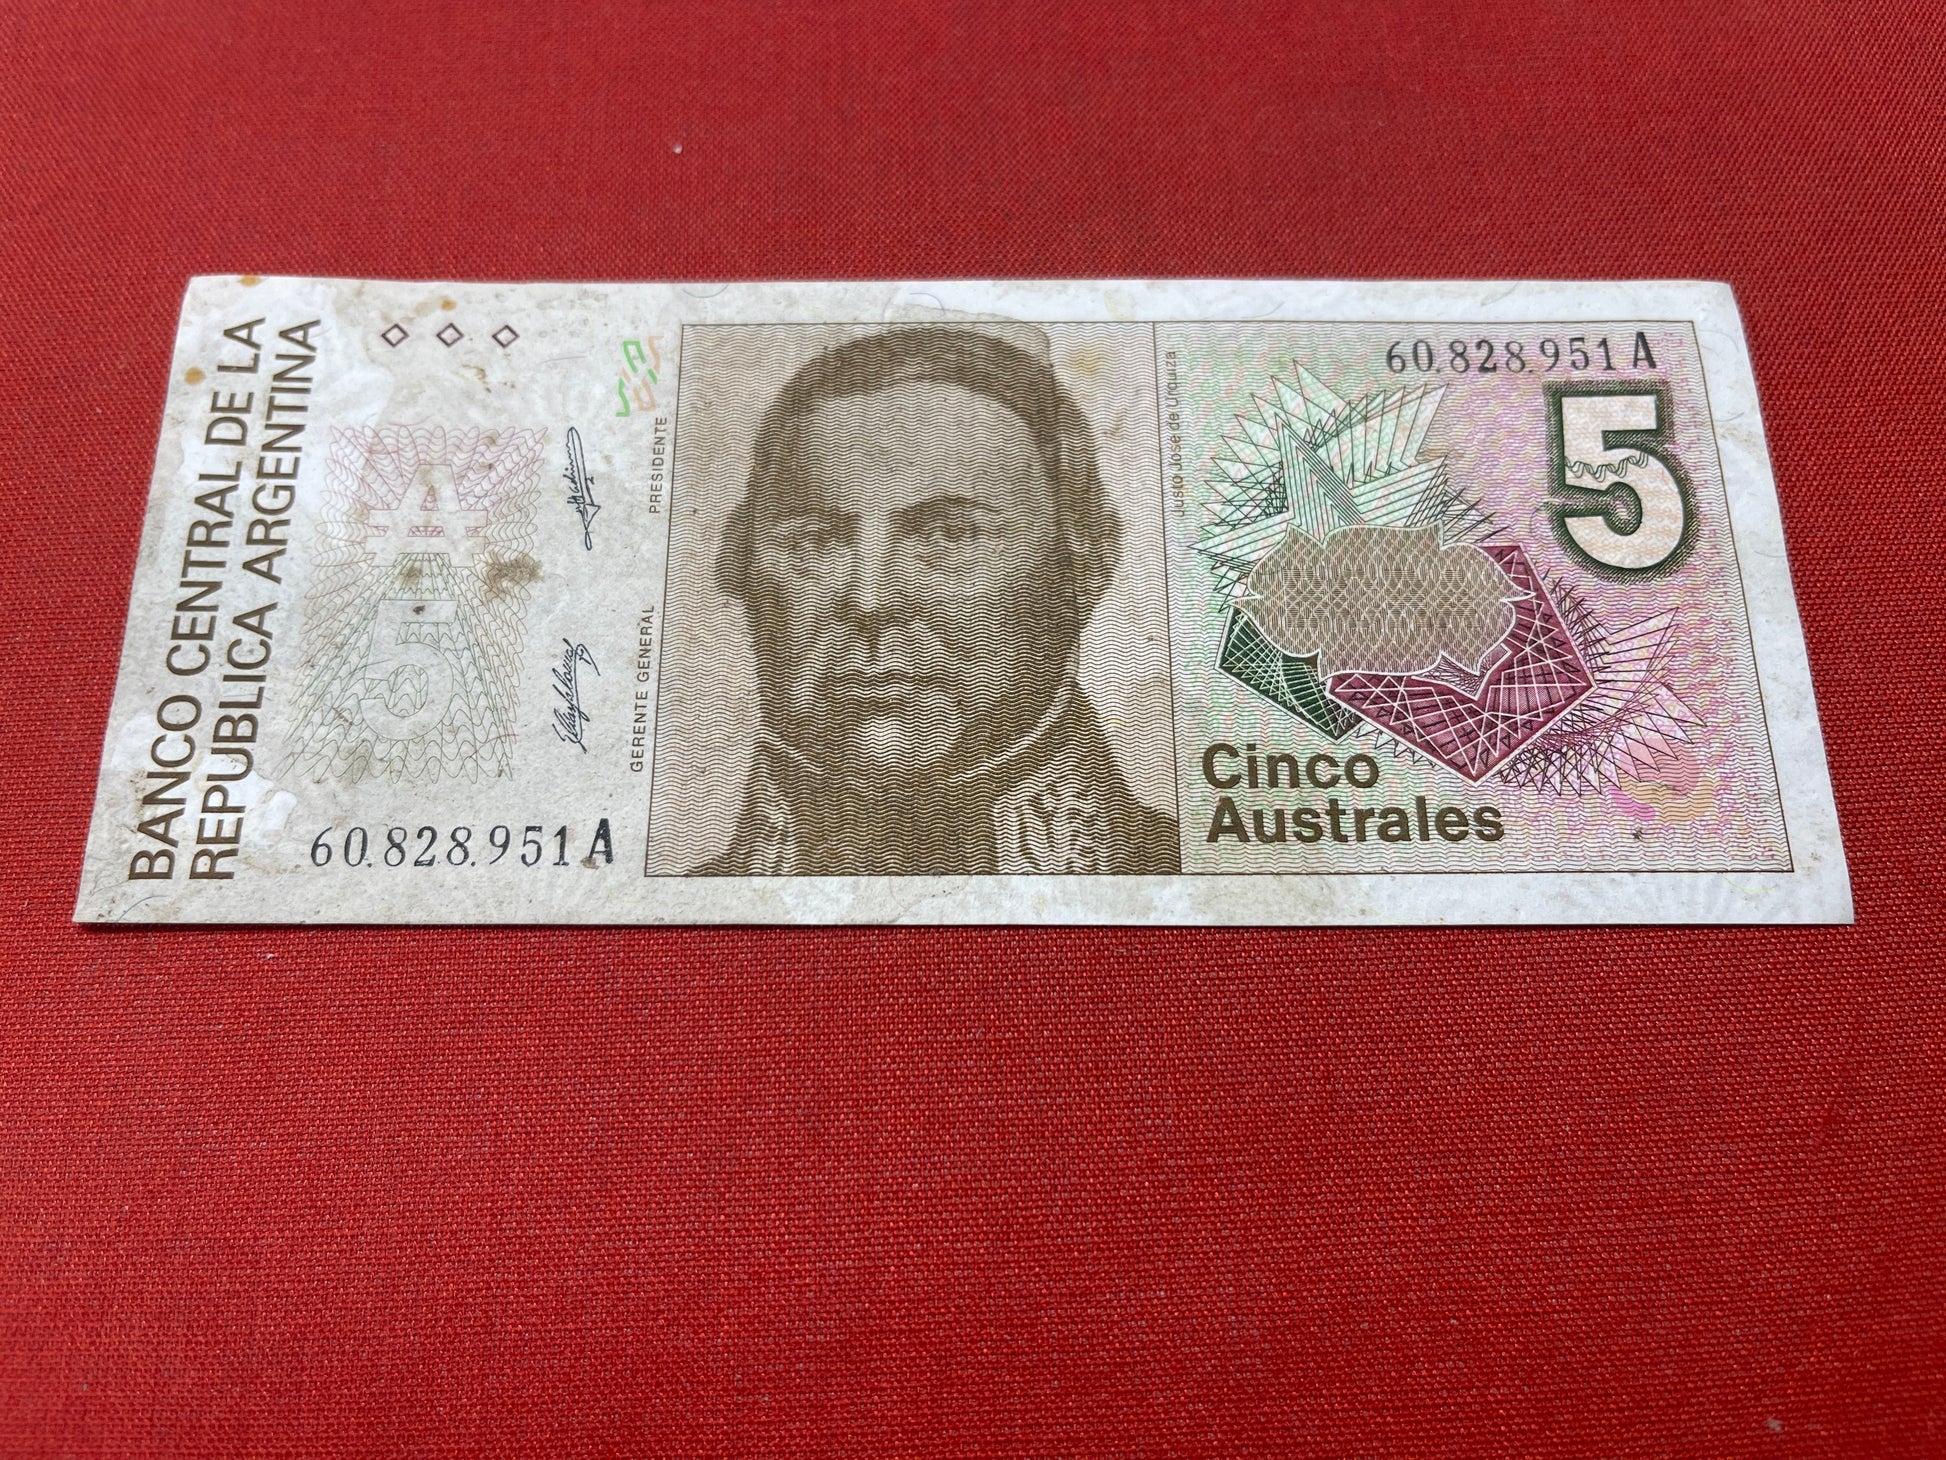 BANCO CENTRAL DE LA
REPUBLICA ARGENTINA
A
5
60.828.951 A
PRESIDENTE
GERENTE GENERAL
Justo José de Urquiza
60.828.951 A
5
Cinco
Australes